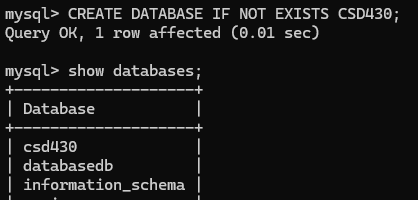 mysql> CREATE DATABASE IF NOT EXISTS CSD430;
Query OK, 1 row affected (0.01 sec)
mysql> show databases;
+--------------------+
| Database           |
+--------------------+
| csd430             |
| databasedb         |
| information_schema |